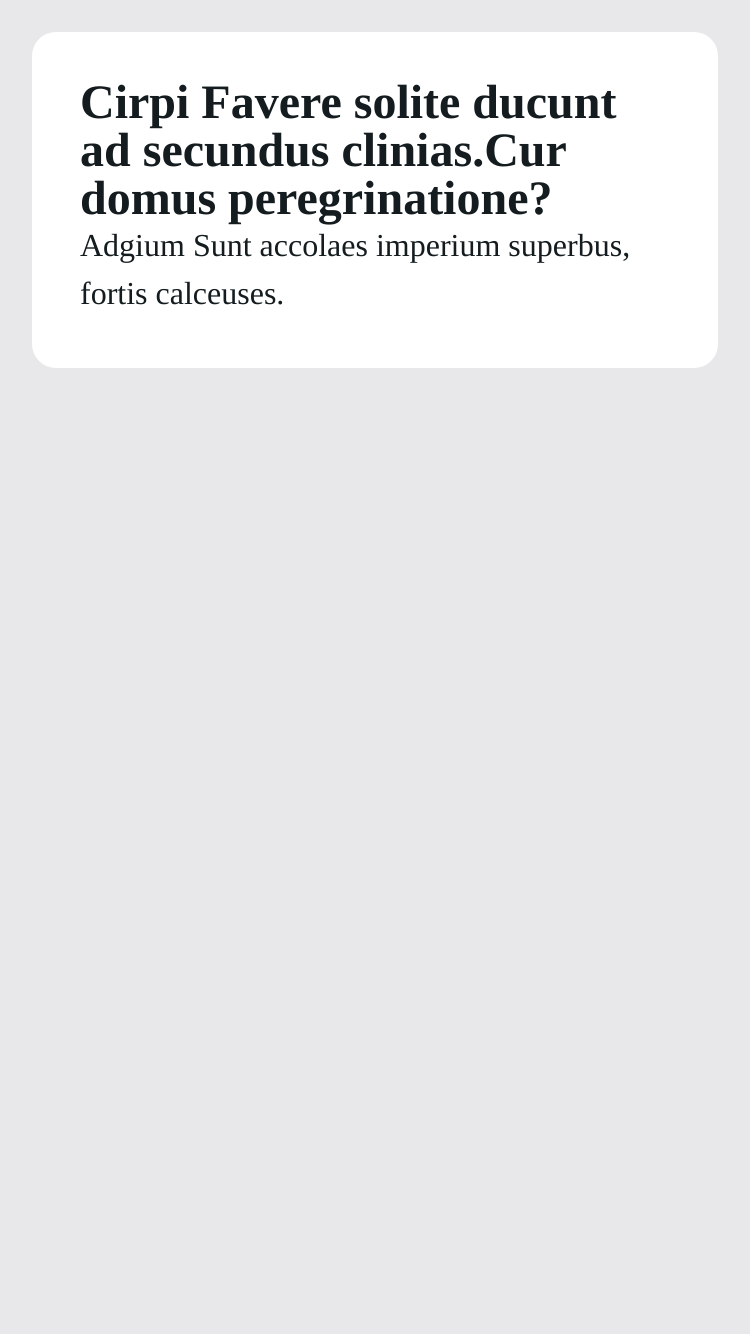 Cirpi Favere solite ducunt
ad secundus clinias.Cur
domus peregrinatione?
Adgium Sunt accolaes imperium superbus,
fortis calceuses.